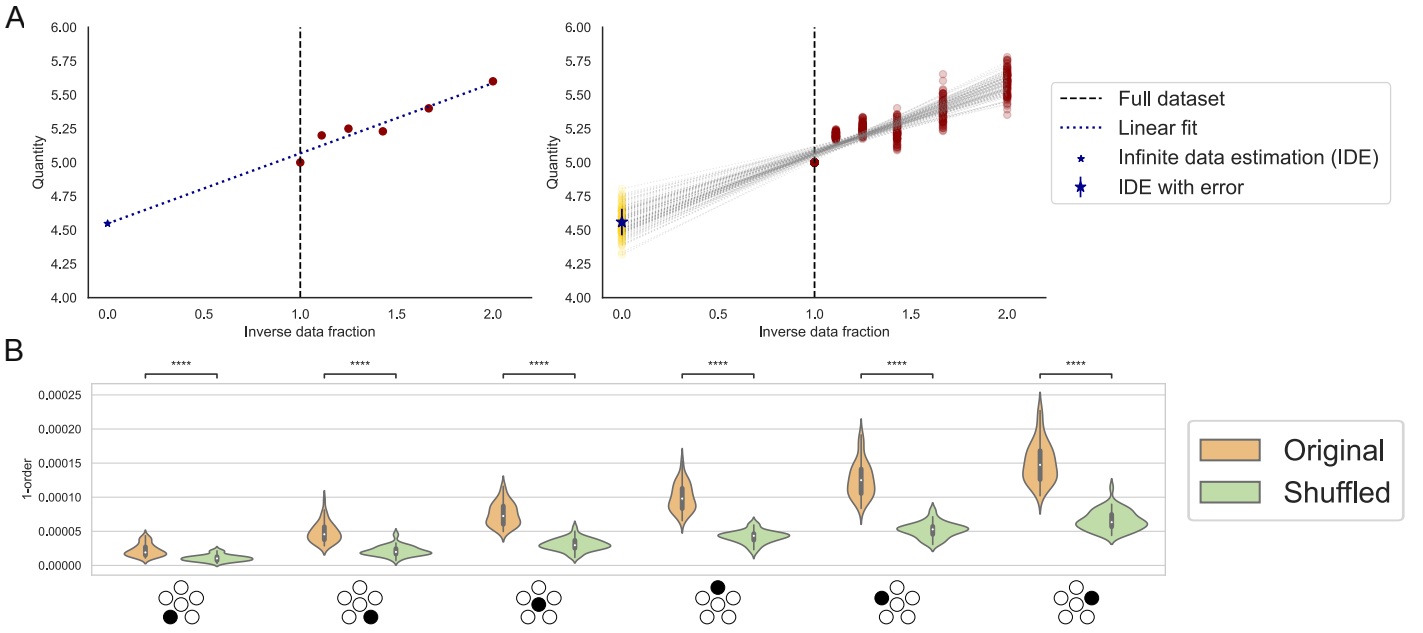 A
6.00
5.75
5.50
5.25
5.00
4.75
4.50
4.25
4.00
Quantity
0.0 0.5 1.0 1.5 2.0
Inverse data fraction
6.00
5.75
5.50
5.25
5.00
4.75
4.50
4.25
4.00
Quantity
0.0 0.5 1.0 1.5 2.0
Inverse data fraction
Full dataset
Linear fit
Infinite data estimation (IDE)
IDE with error
B
**** **** **** **** **** ****
0.00025
0.00020
0.00015
0.00010
0.00005
0.00000
1-order
Original
Shuffled